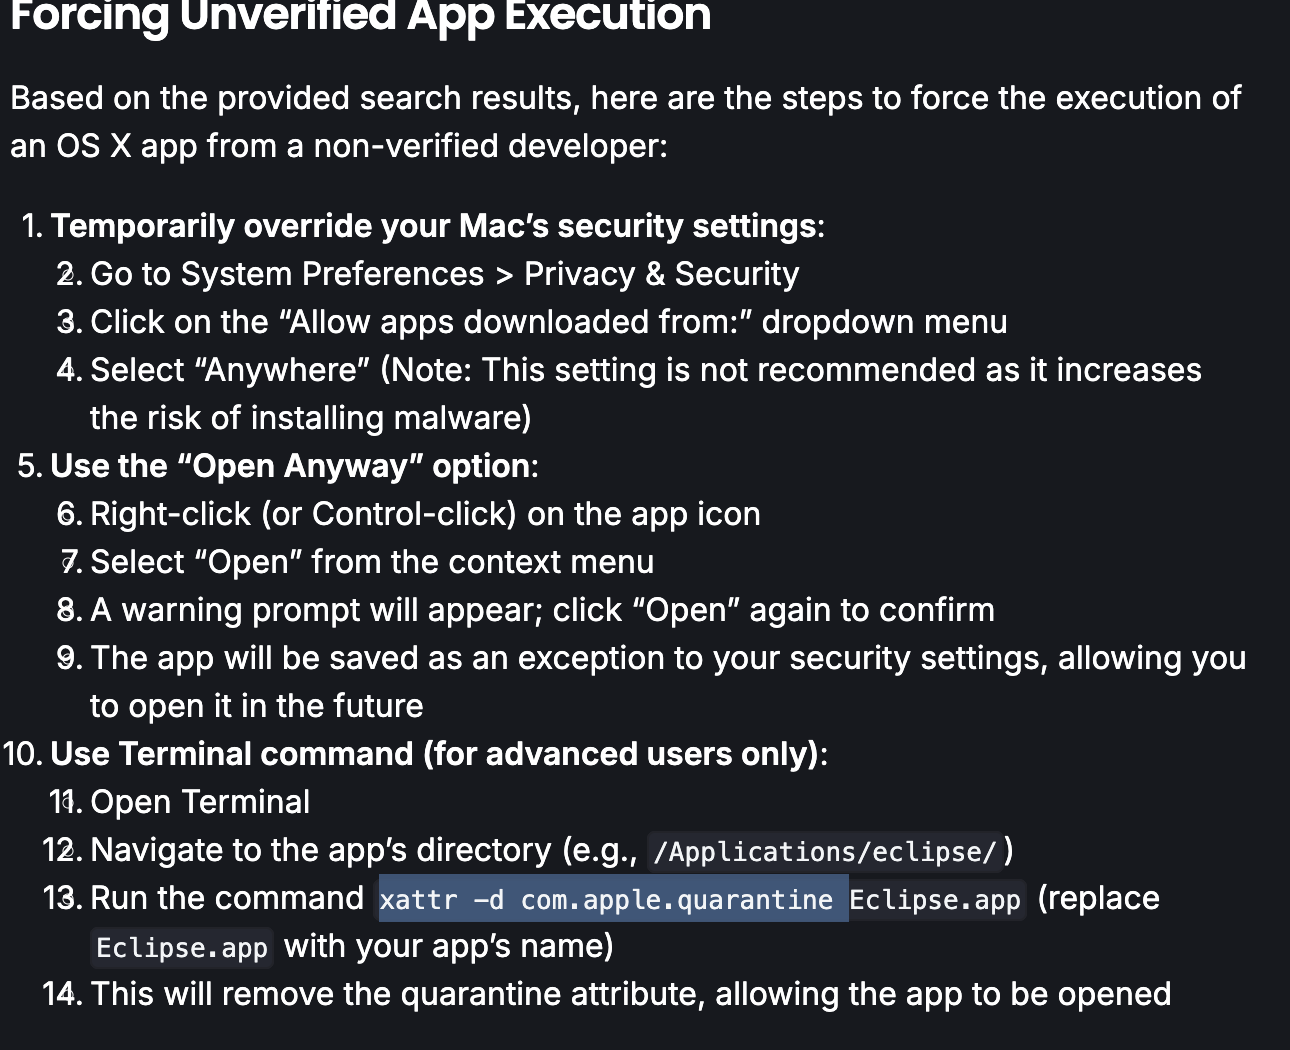 Forcing Unverified App Execution
Based on the provided search results, here are the steps to force the execution of
an OS X app from a non-verified developer:
1. Temporarily override your Mac’s security settings:
2. Go to System Preferences > Privacy & Security
3. Click on the “Allow apps downloaded from:” dropdown menu
4. Select “Anywhere” (Note: This setting is not recommended as it increases
the risk of installing malware)
5. Use the “Open Anyway” option:
6. Right-click (or Control-click) on the app icon
7. Select “Open” from the context menu
8. A warning prompt will appear; click “Open” again to confirm
9. The app will be saved as an exception to your security settings, allowing you
to open it in the future
10. Use Terminal command (for advanced users only):
11. Open Terminal
12. Navigate to the app’s directory (e.g., /Applications/eclipse/)
13. Run the command xattr -d com.apple.quarantine Eclipse.app (replace
Eclipse.app with your app’s name)
14. This will remove the quarantine attribute, allowing the app to be opened